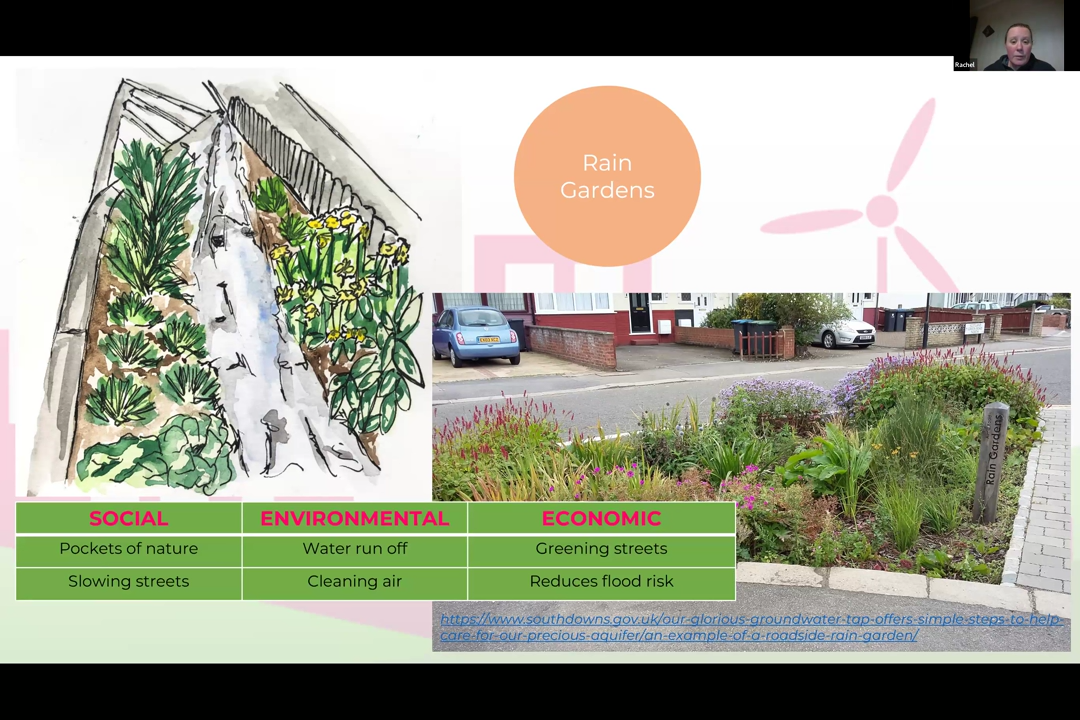 Rachel
Rain
Gardens
Rain Gardens
SOCIAL ENVIRONMENTAL ECONOMIC
Pockets of nature Water run off Greening streets
Slowing streets Cleaning air Reduces flood risk
https://www.southdowns.gov.uk/our-glorious-groundwater-tap-offers-simple-steps-to-help-
care-for-our-precious-aquifer/an-example-of-a-roadside-rain-garden/